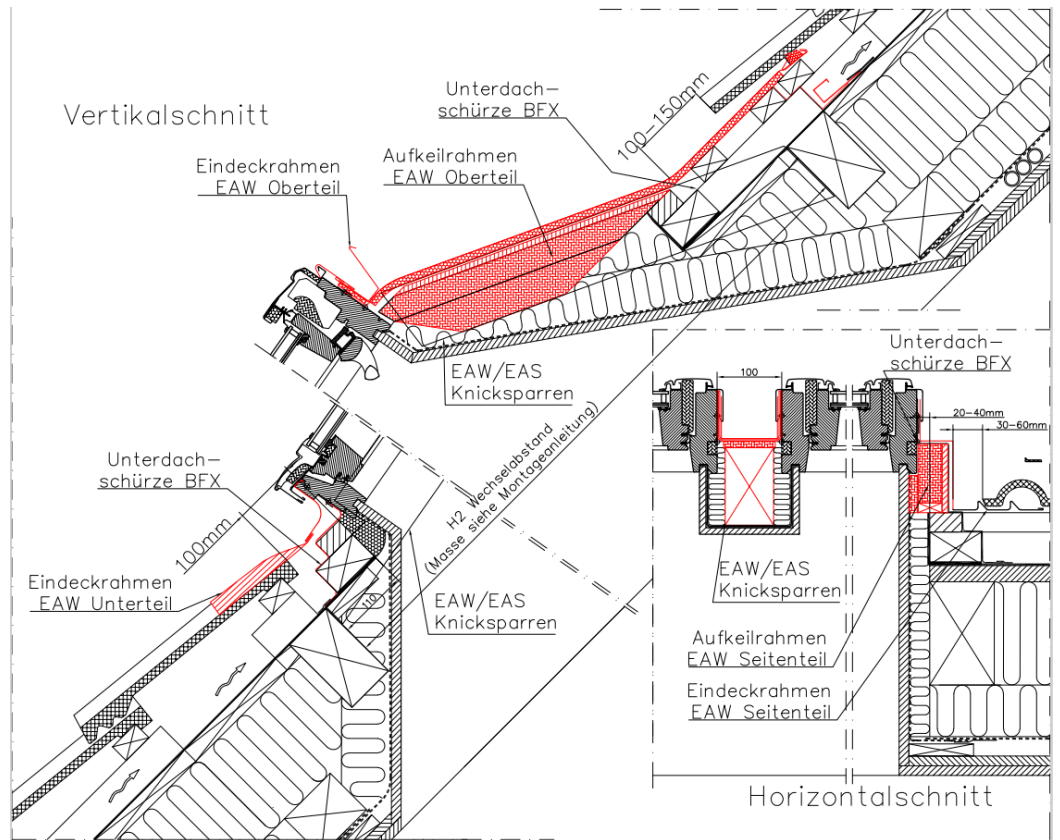 Vertikalschnitt
Unterdach–
schürze BFX
100–150mm
Eindeckrahmen
EAW Oberteil
Aufkeilrahmen
EAW Oberteil
EAW/EAS
Knicksparren
Unterdach–
schürze BFX
100mm
H2 Wechselabstand
siehe Montageanleitung)
(Masse
Eindeckrahmen
EAW Unterteil
110
EAW/EAS
Knicksparren
Unterdach–
schürze BFX
100
20–40mm
30–60mm
EAW/EAS
Knicksparren
Aufkeilrahmen
EAW Seitenteil
Eindeckrahmen
EAW Seitenteil
Horizontalschnitt